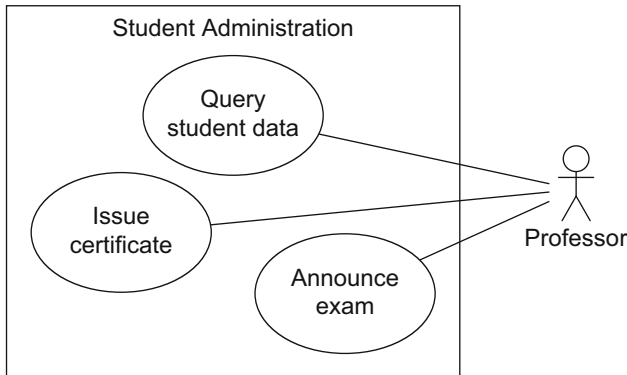 Student Administration
Query
student data
Issue
certificate
Professor
Announce
exam